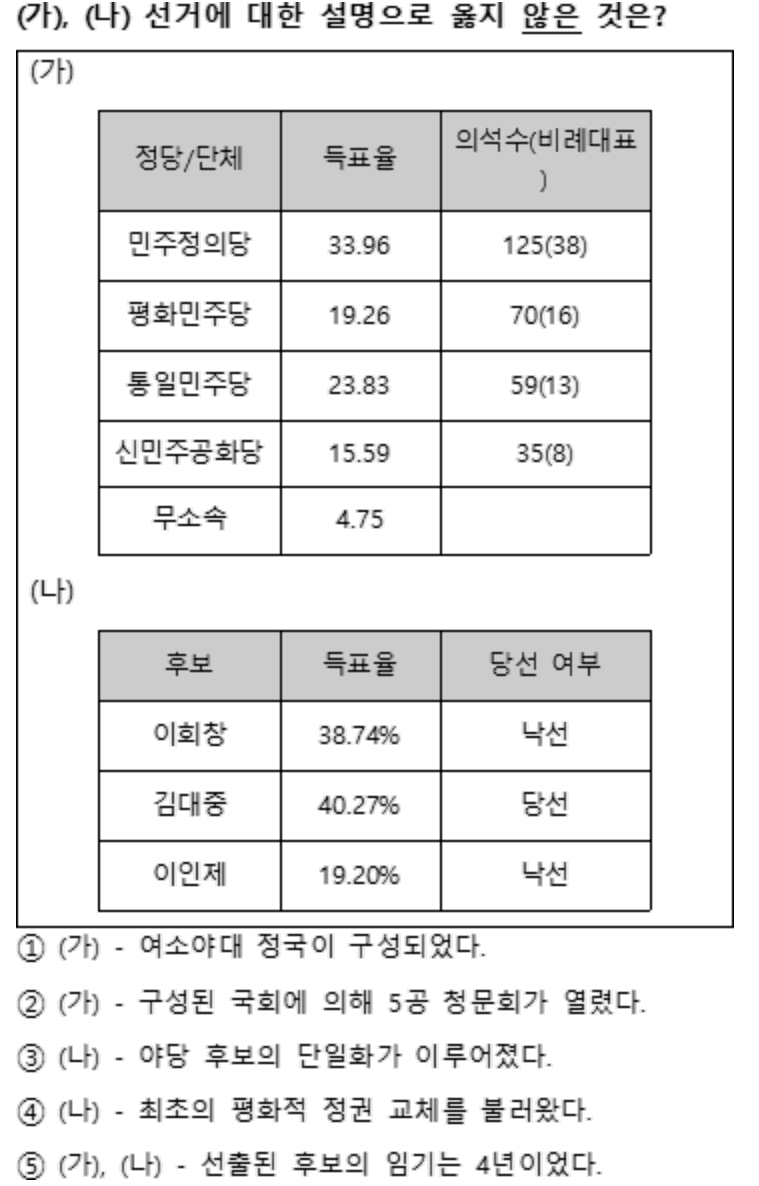 (가), (나) 선거에 대한 설명으로 옳지 않은 것은?
(가)
정당/단체 득표율 의석수(비례대표
)
민주정의당 33.96 125(38)
평화민주당 19.26 70(16)
통일민주당 23.83 59(13)
신민주공화당 15.59 35(8)
무소속 4.75
(나)
후보 득표율 당선 여부
이회창 38.74% 낙선
김대중 40.27% 당선
이인제 19.20% 낙선
① (가) - 여소야대 정국이 구성되었다.
② (가) - 구성된 국회에 의해 5공 청문회가 열렸다.
③ (나) - 야당 후보의 단일화가 이루어졌다.
④ (나) - 최초의 평화적 정권 교체를 불러왔다.
⑤ (가), (나) - 선출된 후보의 임기는 4년이었다.